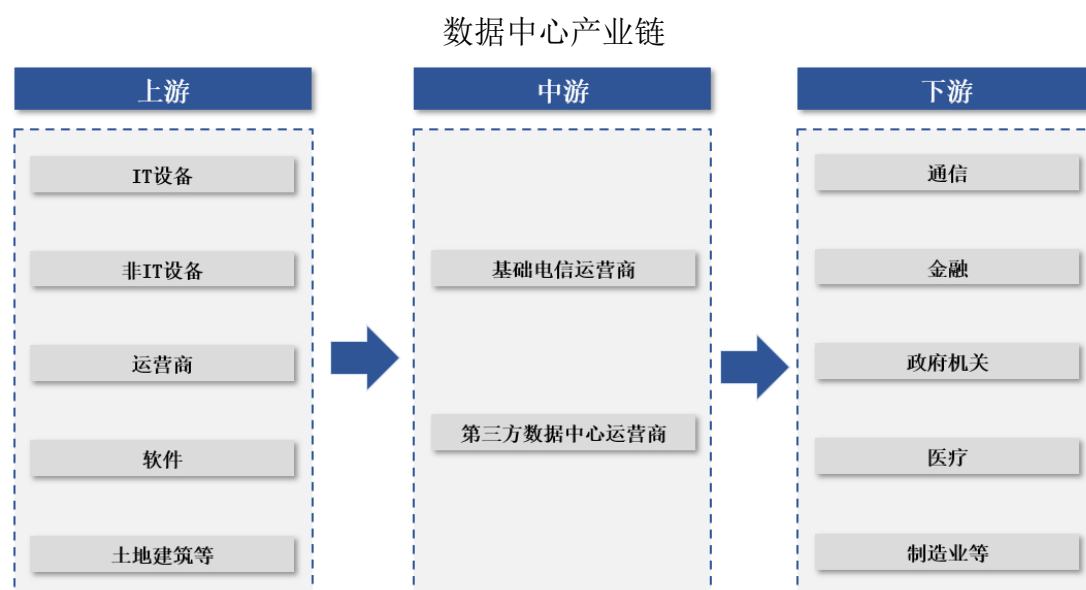 数据中心产业链
上游
IT设备
非IT设备
运营商
软件
土地建筑等
中游
基础电信运营商
第三方数据中心运营商
下游
通信
金融
政府机关
医疗
制造业等